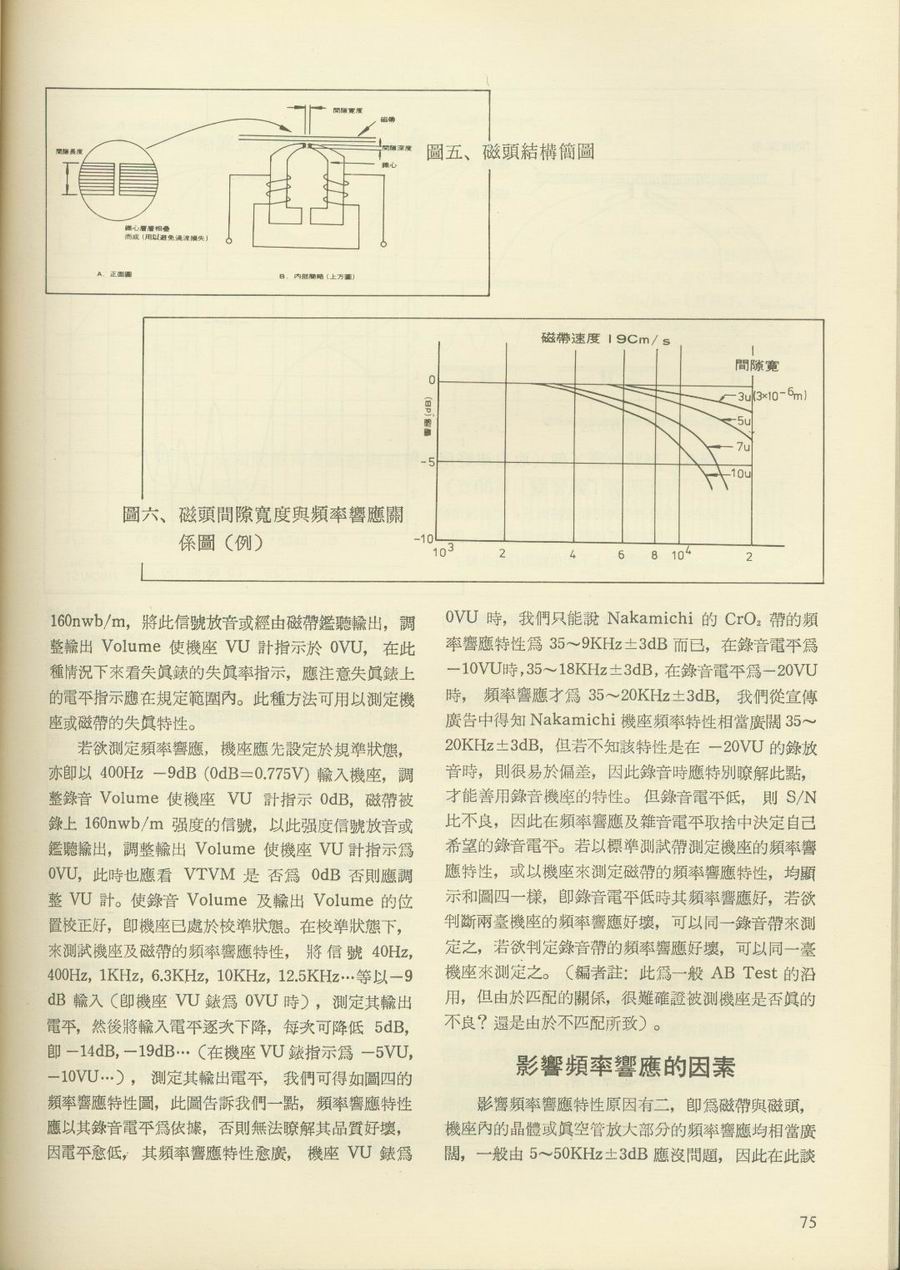 間隙寬度
磁帶
間隙長度
間隙深度
鐵心
圖五、磁頭結構簡圖
鐵心層層相疊
而成（用以避免渦流損失）
A. 正面圖
B. 內部簡略（上方圖）
磁帶速度 19Cm/s
間隙寬
0
3u(3×10⁻⁶m)
5u
7u
-5
10u
圖六、磁頭間隙寬度與頻率響應關
係圖（例）
-10
10³ 2 4 6 8 10⁴ 2
160nwb/m，將此信號放音或經由磁帶鑑聽輸出，調
整輸出 Volume 使機座 VU 計指示於 0VU，在此
種情況下來看失眞錶的失眞率指示，應注意失眞錶上
的電平指示應在規定範圍內。此種方法可用以測定機
座或磁帶的失眞特性。
若欲測定頻率響應，機座應先設定於規準狀態，
亦卽以 400Hz －9dB (0dB=0.775V) 輸入機座，調
整錄音 Volume 使機座 VU 計指示 0dB，磁帶被
錄上 160nwb/m 强度的信號，以此强度信號放音或
鑑聽輸出，調整輸出 Volume 使機座 VU 計指示爲
0VU，此時也應看 VTVM 是 否爲 0dB 否則應調
整 VU 計。使錄音 Volume 及輸出 Volume 的位
置校正好，卽機座已處於校準狀態。在校準狀態下，
來測試機座及磁帶的頻率響應特性，將信號 40Hz,
400Hz, 1KHz, 6.3KHz, 10KHz, 12.5KHz…等以－9
dB 輸入（卽機座 VU 錶爲 0VU 時），測定其輸出
電平，然後將輸入電平逐次下降，每次可降低 5dB,
卽－14dB,－19dB…（在機座 VU 錶指示爲 －5VU,
－10VU…），測定其輸出電平，我們可得如圖四的
頻率響應特性圖，此圖告訴我們一點，頻率響應特性
應以其錄音電平爲依據，否則無法瞭解其品質好壞，
因電平愈低，其頻率響應特性愈廣，機座 VU 錶爲
0VU 時，我們只能說 Nakamichi 的 CrO₂ 帶的頻
率響應特性爲 35～9KHz±3dB 而已，在錄音電平爲
－10VU時,35～18KHz±3dB，在錄音電平爲－20VU
時，頻率響應才爲 35～20KHz±3dB，我們從宣傳
廣告中得知 Nakamichi 機座頻率特性相當廣闊 35～
20KHz±3dB，但若不知該特性是在 －20VU 的錄放
音時，則很易於偏差，因此錄音時應特別瞭解此點，
才能善用錄音機座的特性。但錄音電平低，則 S/N
比不良，因此在頻率響應及雜音電平取捨中決定自己
希望的錄音電平。若以標準測試帶測定機座的頻率響
應特性，或以機座來測定磁帶的頻率響應特性，均顯
示和圖四一樣，卽錄音電平低時其頻率響應好，若欲
判斷兩臺機座的頻率響應好壞，可以同一錄音帶來測
定之，若欲判定錄音帶的頻率響應好壞，可以同一臺
機座來測定之。（編者註：此爲一般 AB Test 的沿
用，但由於匹配的關係，很難確證被測機座是否眞的
不良？還是由於不匹配所致）。
影響頻率響應的因素
影響頻率響應特性原因有二，卽爲磁帶與磁頭，
機座內的晶體或眞空管放大部分的頻率響應均相當廣
闊，一般由 5～50KHz±3dB 應沒問題，因此在此談
75